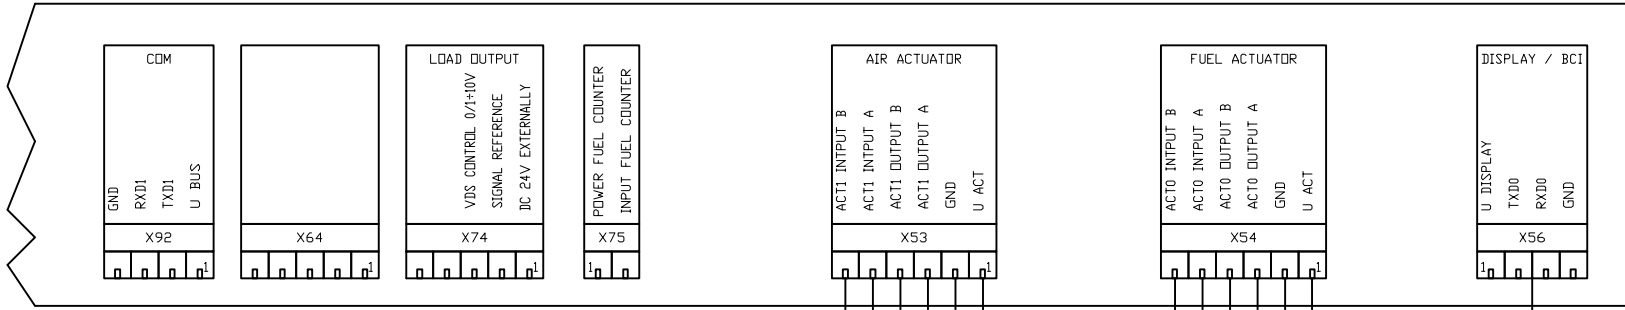 COM
GND
RXD1
TXD1
U BUS
X92
1
X64
1
LOAD OUTPUT
VDS CONTROL 0/1÷10V
SIGNAL REFERENCE
DC 24V EXTERNALLY
X74
1
POWER FUEL COUNTER
INPUT FUEL COUNTER
X75
1
AIR ACTUATOR
ACT1 INTPUT B
ACT1 INTPUT A
ACT1 OUTPUT B
ACT1 OUTPUT A
GND
U ACT
X53
1
FUEL ACTUATOR
ACT0 INTPUT B
ACT0 INTPUT A
ACT0 OUTPUT B
ACT0 OUTPUT A
GND
U ACT
X54
1
DISPLAY / BCI
U DISPLAY
TXD0
RXD0
GND
X56
1